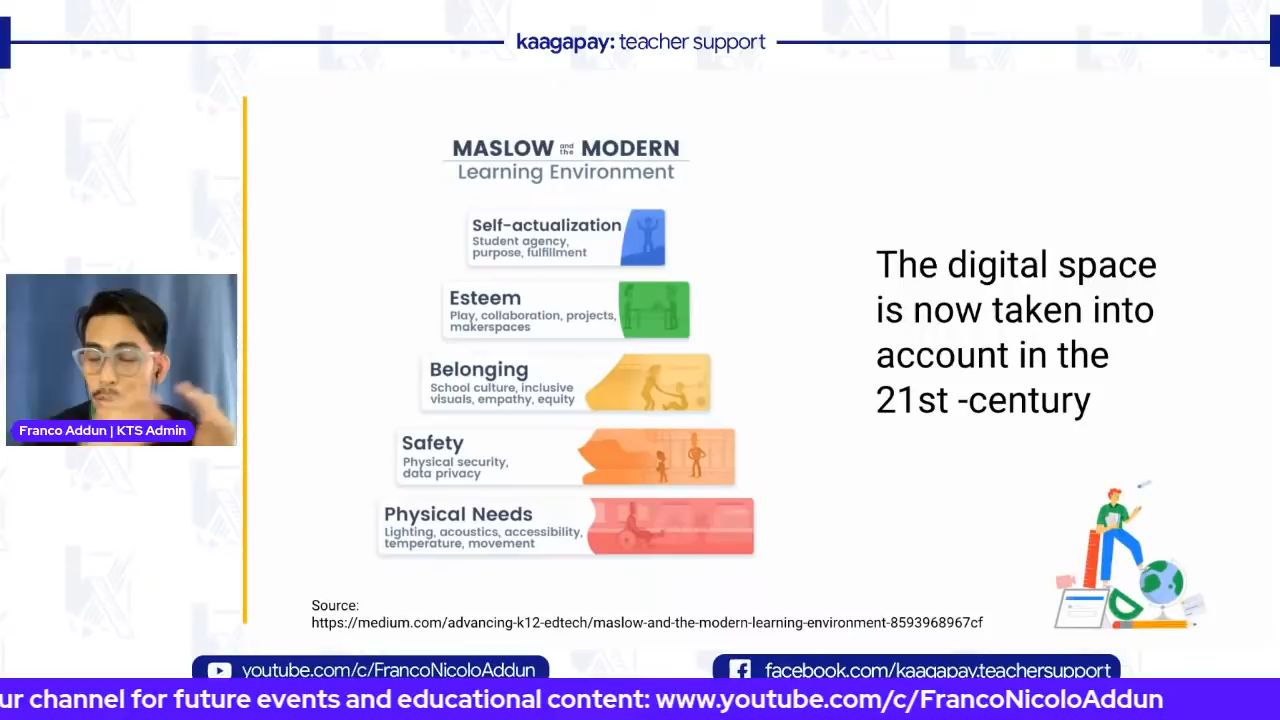 kaagapay: teacher support
MASLOW and the MODERN
Learning Environment
Self-actualization
Student agency,
purpose, fulfillment
Esteem
Play, collaboration, projects,
makerspaces
Belonging
School culture, inclusive
visuals, empathy, equity
Safety
Physical security,
data privacy
Physical Needs
Lighting, acoustics, accessibility,
temperature, movement
The digital space
is now taken into
account in the
21st -century
Franco Addun | KTS Admin
Source:
https://medium.com/advancing-k12-edtech/maslow-and-the-modern-learning-environment-8593968967cf
youtube.com/c/FrancoNicoloAddun
facebook.com/kaagapay.teachersupport
ur channel for future events and educational content: www.youtube.com/c/FrancoNicoloAddun